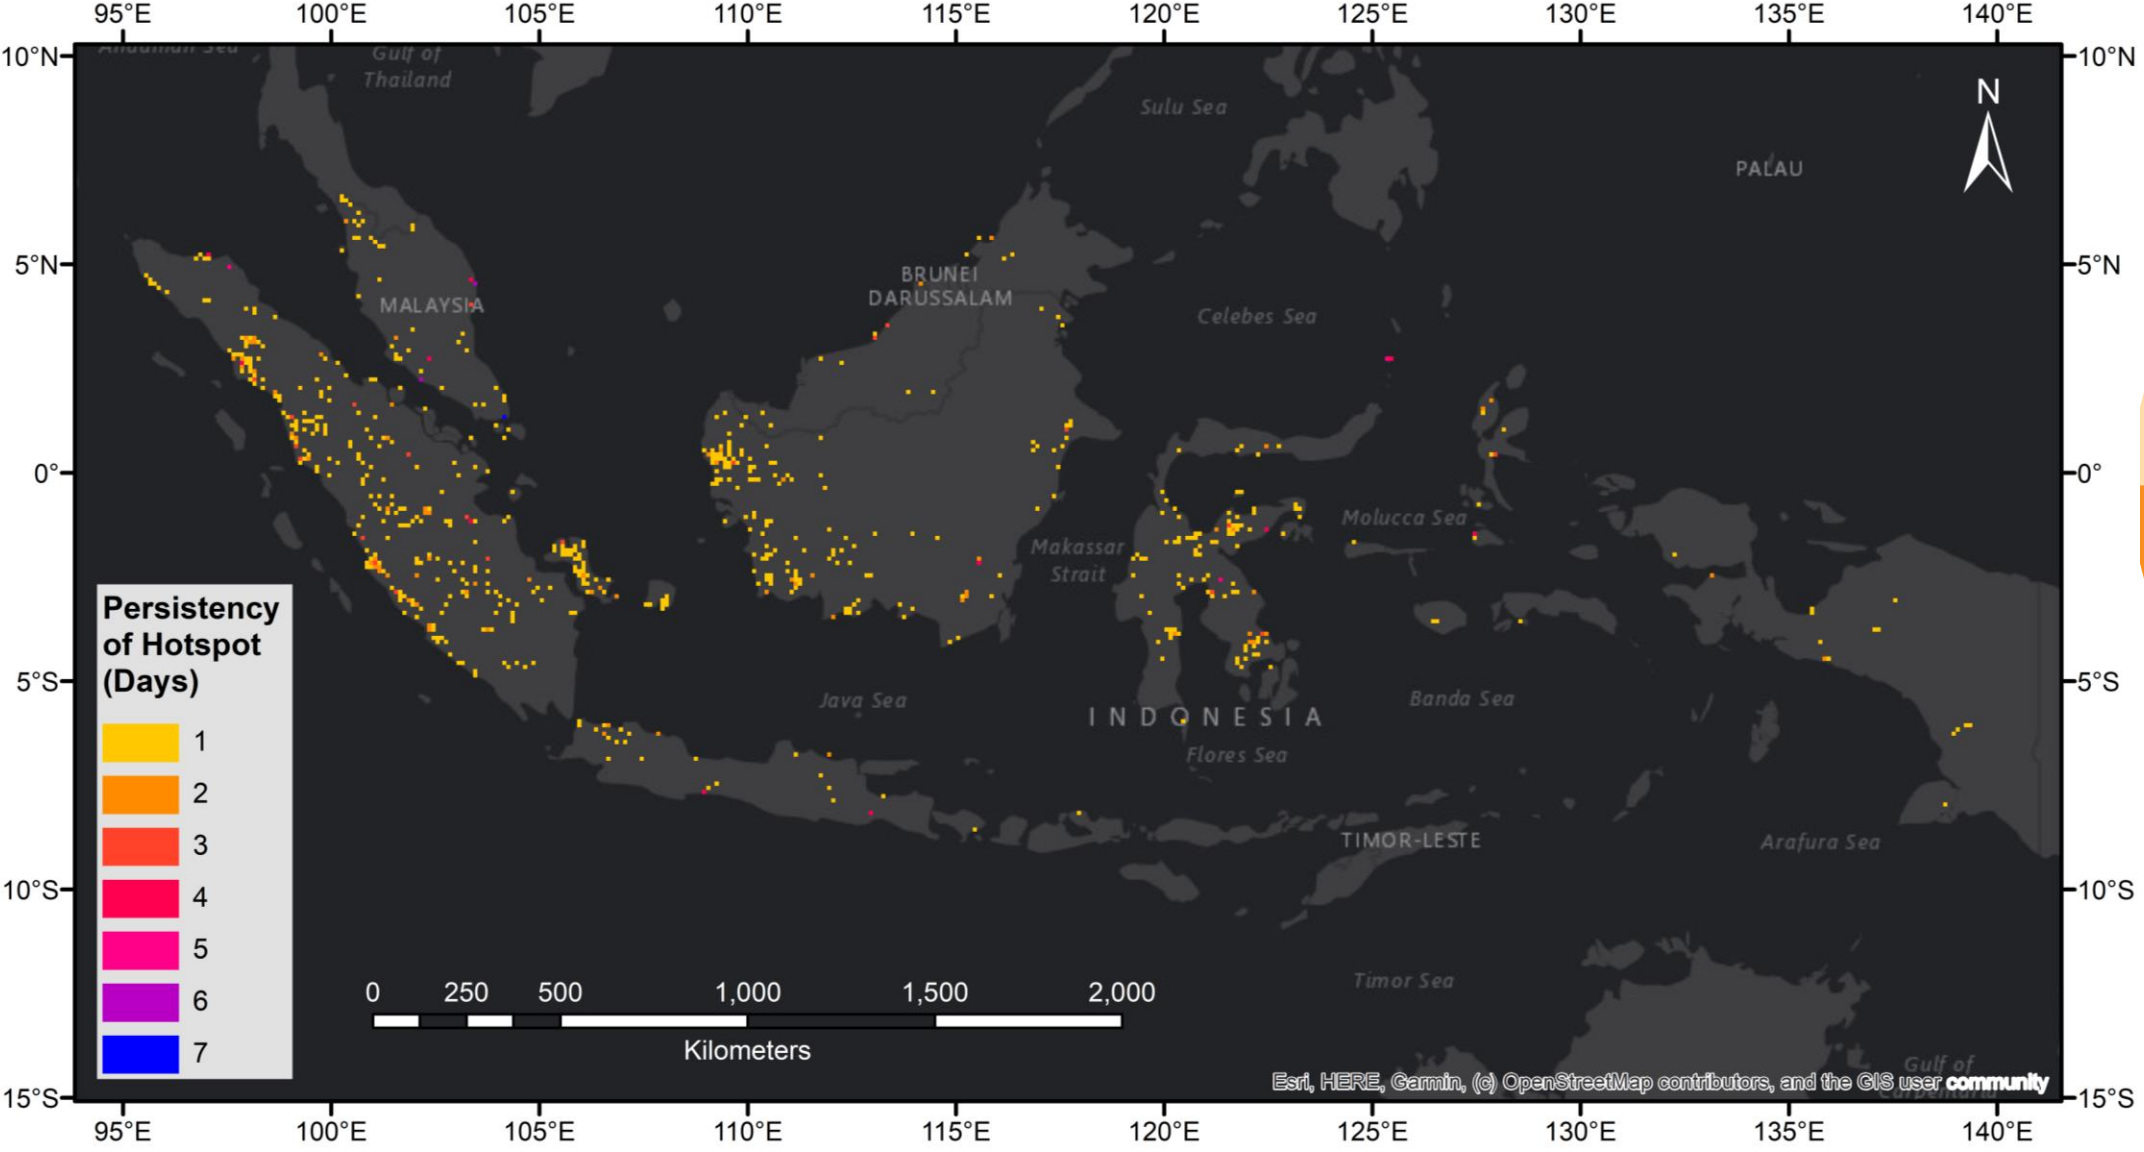 95°E 100°E 105°E 110°E 115°E 120°E 125°E 130°E 135°E 140°E
Andaman Sea
10°N 10°N
Gulf of
Thailand
N
Sulu Sea
PALAU
5°N 5°N
BRUNEI
DARUSSALAM
MALAYSIA
Celebes Sea
0° 0°
Molucca Sea
Makassar
Strait
Persistency
of Hotspot
(Days)
1
2
3
4
5
6
7
5°S 5°S
Java Sea
Banda Sea
INDONESIA
Flores Sea
TIMOR-LESTE
Arafura Sea
10°S 10°S
Timor Sea
0 250 500 1,000 1,500 2,000
Kilometers
Gulf of
Carpentaria
Esri, HERE, Garmin, (c) OpenStreetMap contributors, and the GIS user community
15°S 15°S
95°E 100°E 105°E 110°E 115°E 120°E 125°E 130°E 135°E 140°E